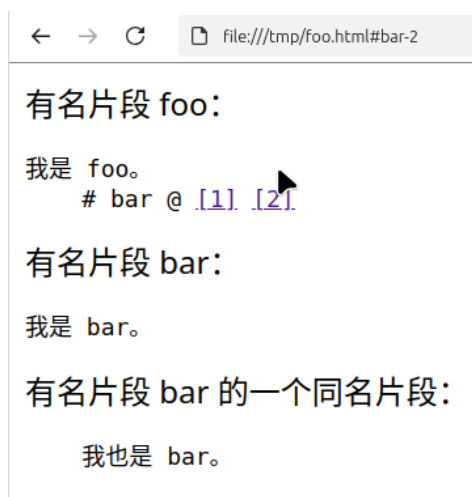 file:///tmp/foo.html#bar-2
有名片段 foo：
我是 foo。
# bar @ [1] [2]
有名片段 bar：
我是 bar。
有名片段 bar 的一个同名片段：
我也是 bar。